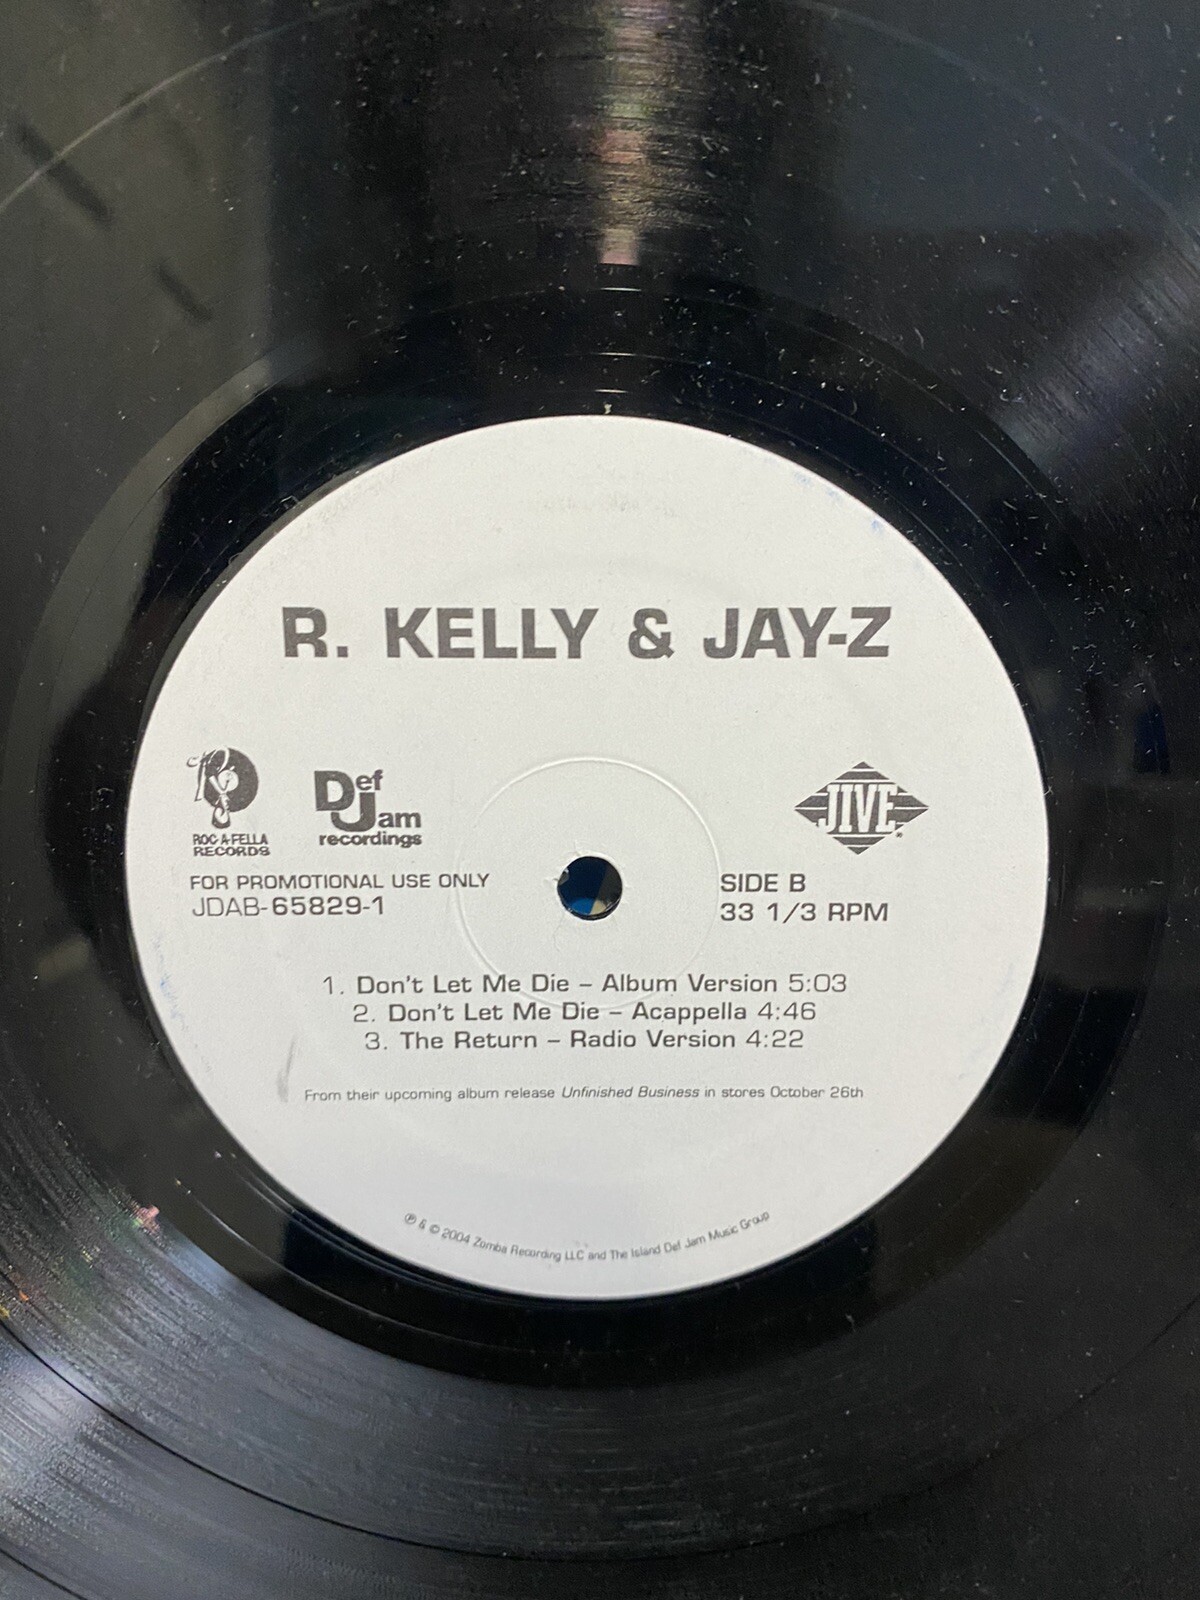 R. KELLY & JAY-Z
ROC-A-FELLA
RECORDS
Def
Jam
recordings
JIVE
FOR PROMOTIONAL USE ONLY
JDAB-65829-1
SIDE B
33 1/3 RPM
1. Don't Let Me Die – Album Version 5:03
2. Don't Let Me Die – Acappella 4:46
3. The Return – Radio Version 4:22
From their upcoming album release Unfinished Business in stores October 26th
℗ & © 2004 Zomba Recording LLC and The Island Def Jam Music Group